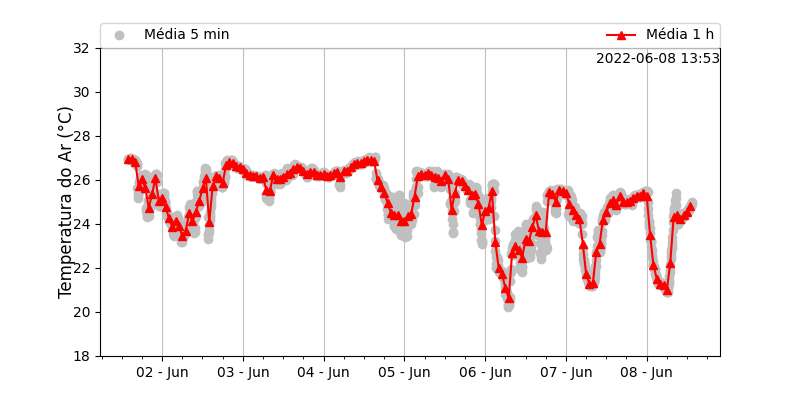 Média 5 min
Média 1 h
2022-06-08 13:53
Temperatura do Ar (°C)
32
30
28
26
24
22
20
18
02 - Jun
03 - Jun
04 - Jun
05 - Jun
06 - Jun
07 - Jun
08 - Jun